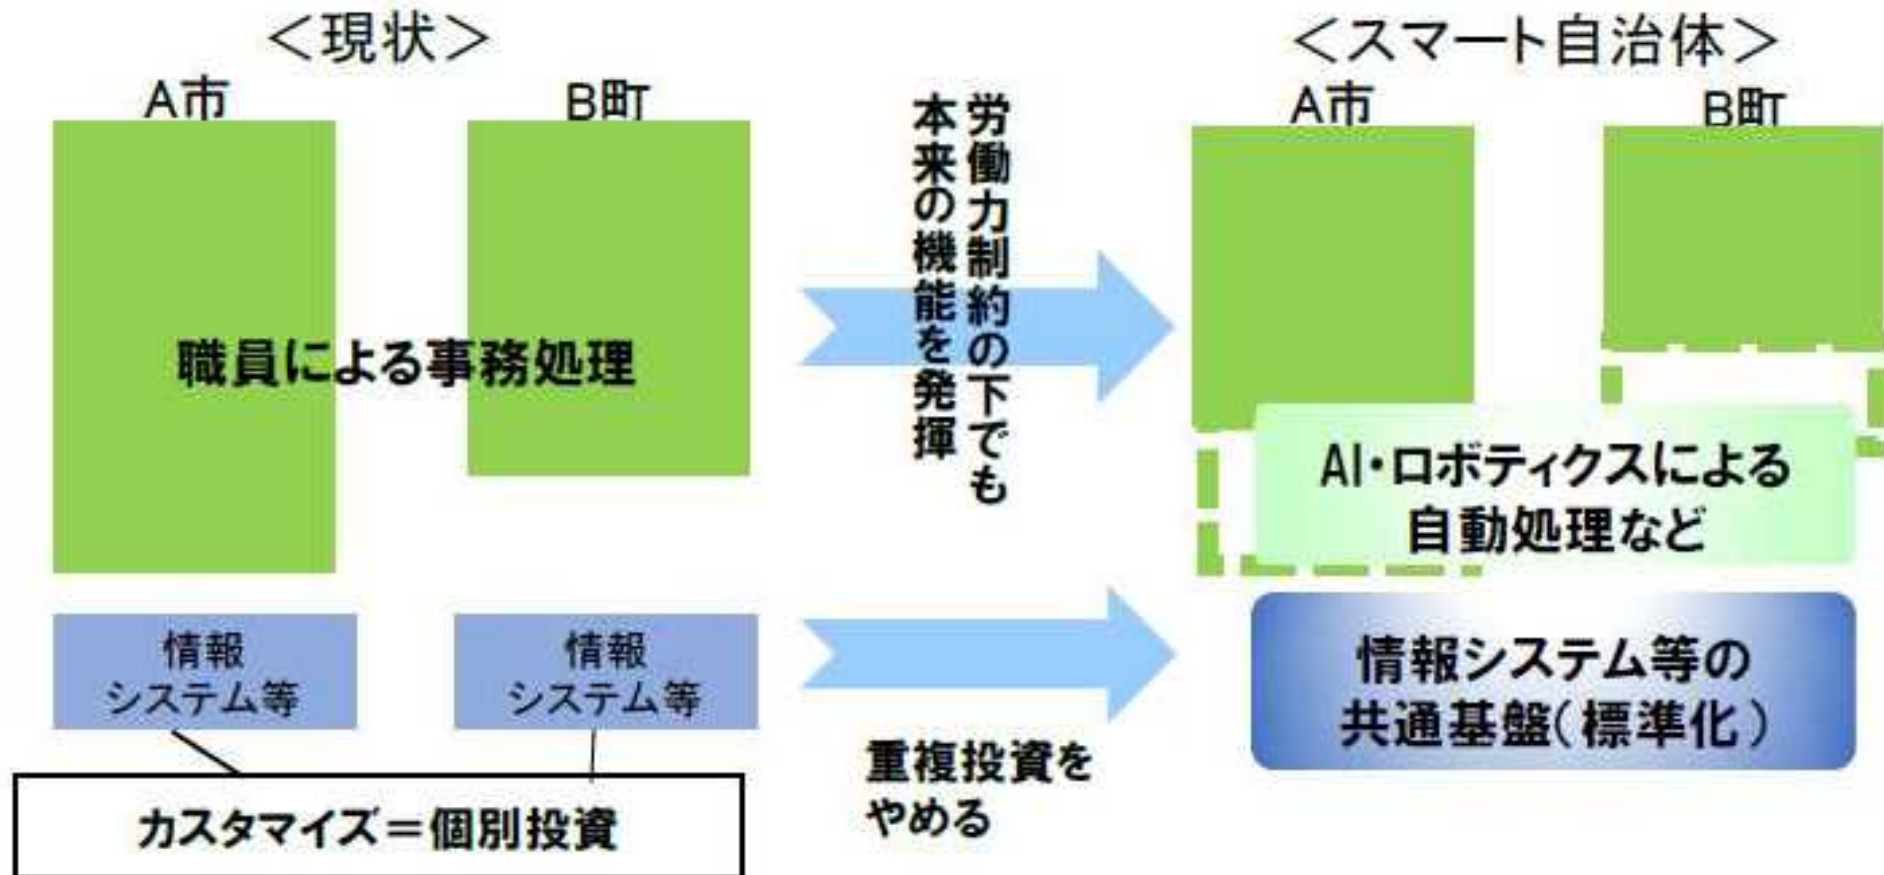 ＜現状＞
A市
B町
職員による事務処理
情報
システム等
情報
システム等
カスタマイズ＝個別投資
労働力制約の下でも
本来の機能を発揮
重複投資を
やめる
＜スマート自治体＞
A市
B町
AI・ロボティクスによる
自動処理など
情報システム等の
共通基盤（標準化）